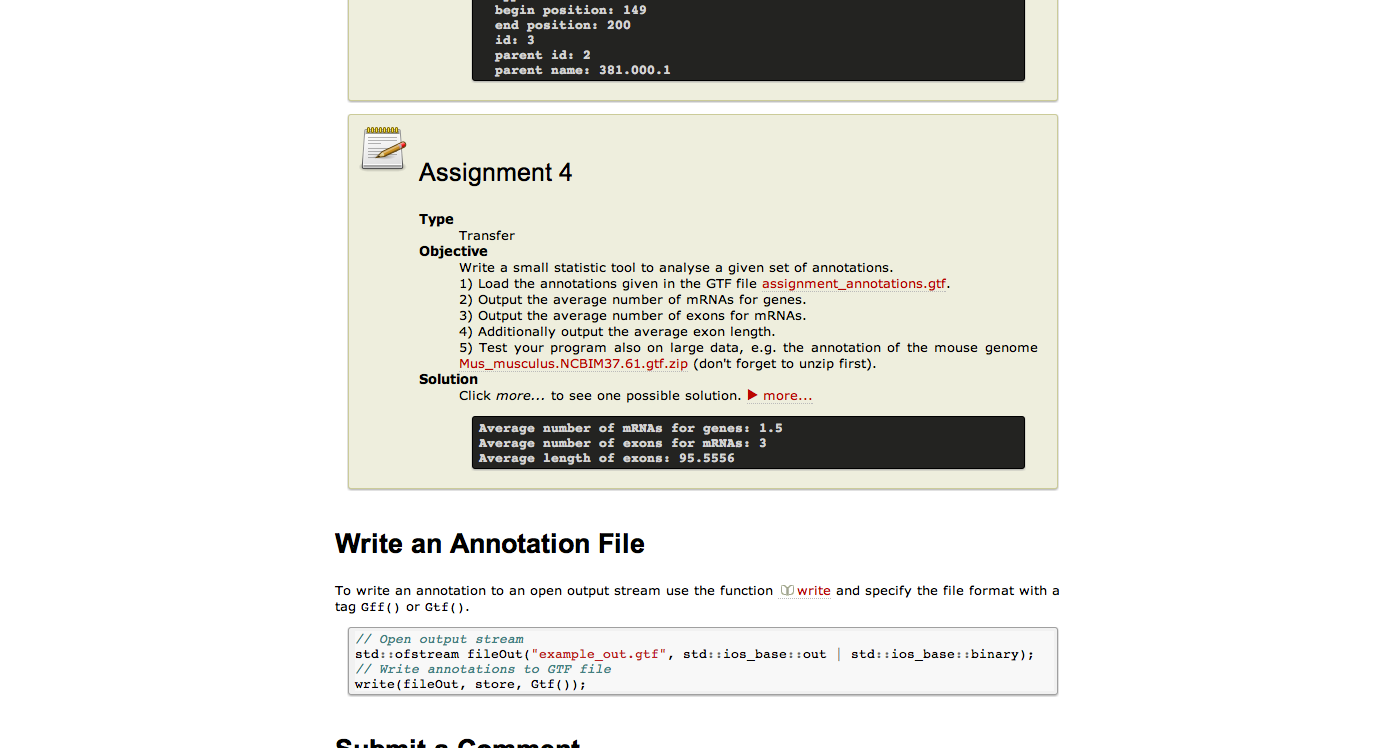 begin position: 149
end position: 200
id: 3
parent id: 2
parent name: 381.000.1
Assignment 4
Type
Transfer
Objective
Write a small statistic tool to analyse a given set of annotations.
1) Load the annotations given in the GTF file assignment_annotations.gtf.
2) Output the average number of mRNAs for genes.
3) Output the average number of exons for mRNAs.
4) Additionally output the average exon length.
5) Test your program also on large data, e.g. the annotation of the mouse genome
Mus_musculus.NCBIM37.61.gtf.zip (don't forget to unzip first).
Solution
Click more... to see one possible solution. ▶ more...
Average number of mRNAs for genes: 1.5
Average number of exons for mRNAs: 3
Average length of exons: 95.5556
Write an Annotation File
To write an annotation to an open output stream use the function write and specify the file format with a
tag Gff() or Gtf().
// Open output stream
std::ofstream fileOut("example_out.gtf", std::ios_base::out | std::ios_base::binary);
// Write annotations to GTF file
write(fileOut, store, Gtf());
Submit a Comment